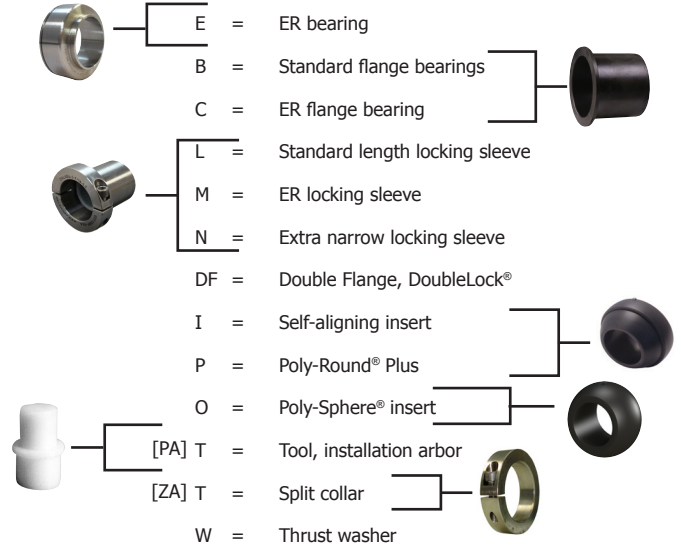 E = ER bearing
B = Standard flange bearings
C = ER flange bearing
L = Standard length locking sleeve
M = ER locking sleeve
N = Extra narrow locking sleeve
DF = Double Flange, DoubleLock®
I = Self-aligning insert
P = Poly-Round® Plus
O = Poly-Sphere® insert
[PA] T = Tool, installation arbor
[ZA] T = Split collar
W = Thrust washer